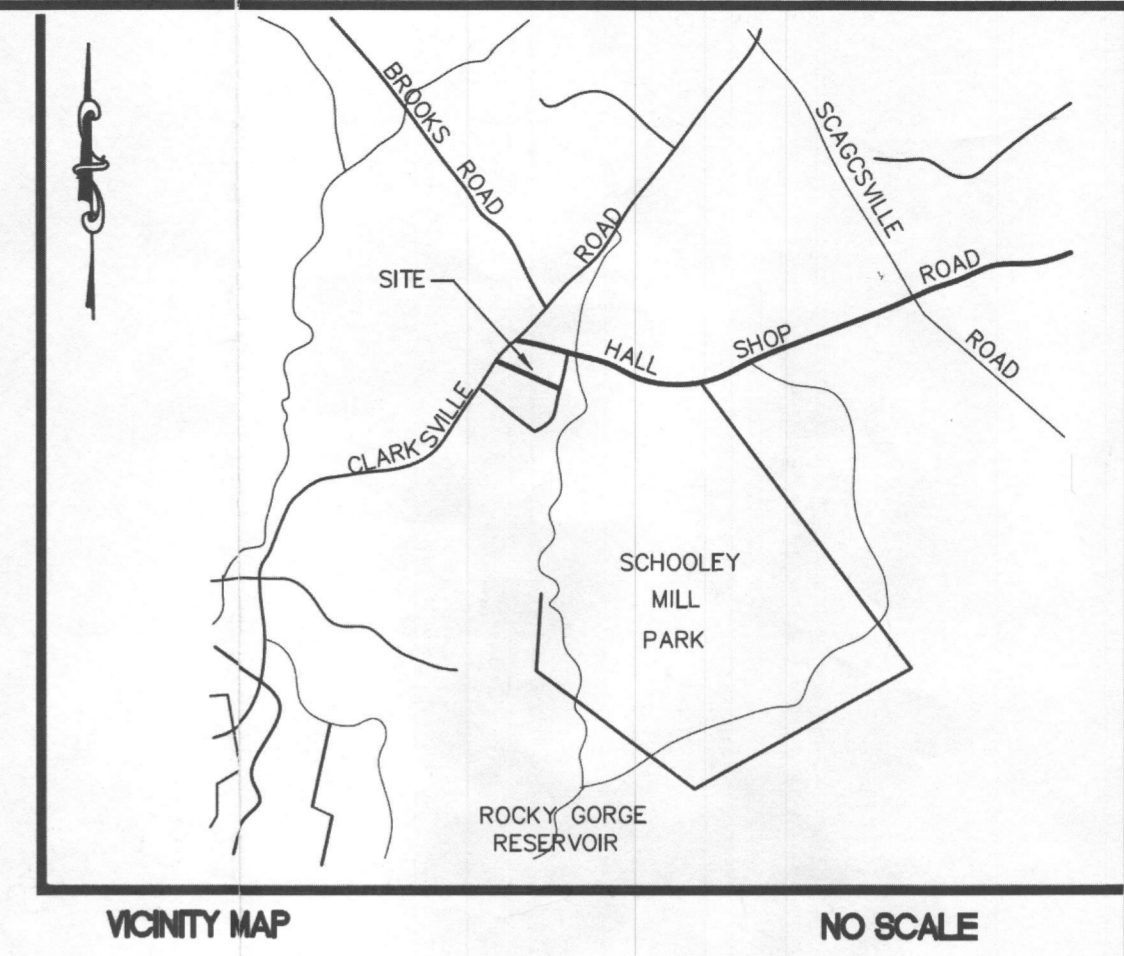 BROOKS ROAD
SCAGCSVILLE ROAD
ROAD
SITE
HALL SHOP ROAD
CLARKSVILLE
SCHOOLEY
MILL
PARK
ROCKY GORGE
RESERVOIR
VICINITY MAP
NO SCALE